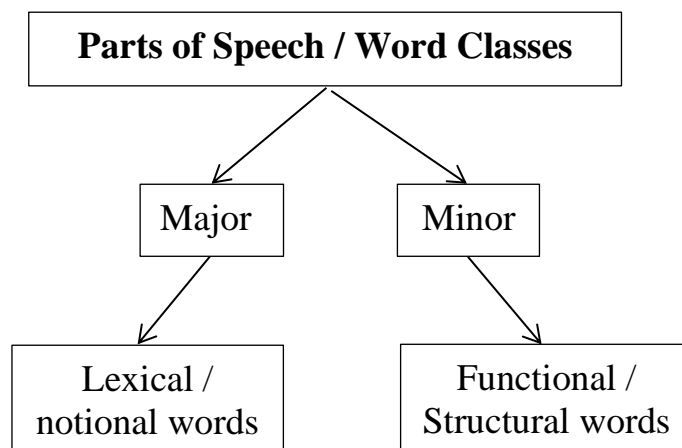 Parts of Speech / Word Classes
Major
Minor
Lexical /
notional words
Functional /
Structural words